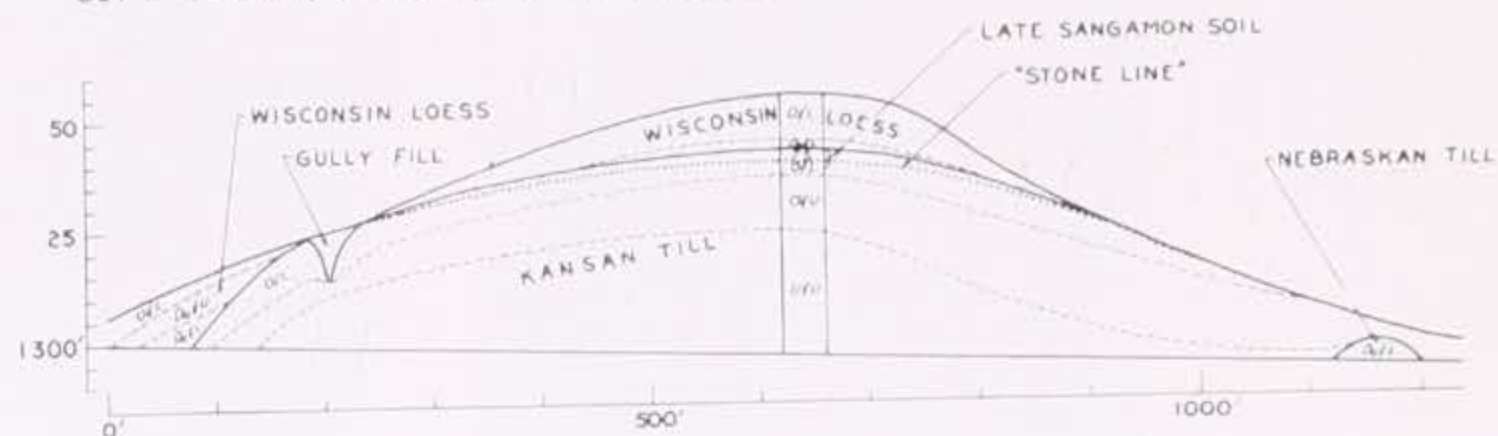 LATE SANGAMON SOIL
"STONE LINE"
WISCONSIN LOESS
GULLY FILL
WISCONSIN LOESS
NEBRASKAN TILL
KANSAN TILL
50
25
1300'
0'
500'
1000'